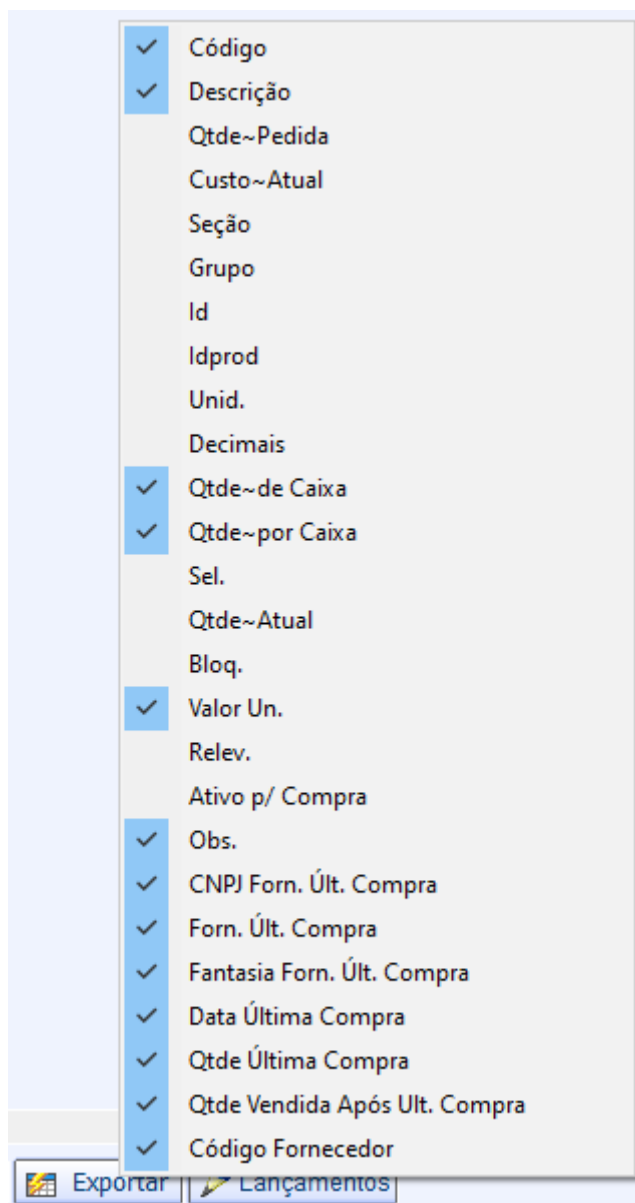 Código
Descrição
Qtde~Pedida
Custo~Atual
Seção
Grupo
Id
Idprod
Unid.
Decimais
Qtde~de Caixa
Qtde~por Caixa
Sel.
Qtde~Atual
Bloq.
Valor Un.
Relev.
Ativo p/ Compra
Obs.
CNPJ Forn. Últ. Compra
Forn. Últ. Compra
Fantasia Forn. Últ. Compra
Data Última Compra
Qtde Última Compra
Qtde Vendida Após Ult. Compra
Código Fornecedor
Exportar Lançamentos